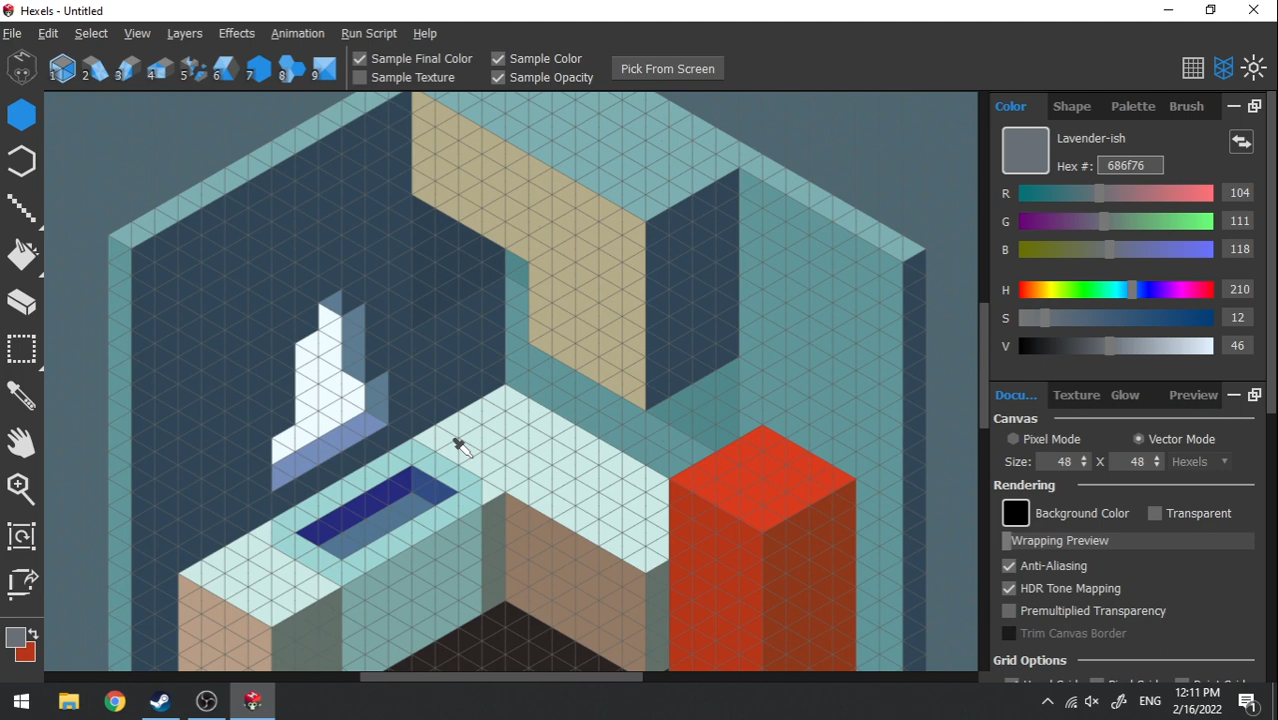 Hexels - Untitled
File Edit Select View Layers Effects Animation Run Script Help
1 2 3 4 5 6 7 8 9
Sample Final Color Sample Color
Sample Texture Sample Opacity
Pick From Screen
Color Shape Palette Brush
Lavender-ish
Hex #: 686f76
R 104
G 111
B 118
H 210
S 12
V 46
Docu... Texture Glow Preview
Canvas
Pixel Mode Vector Mode
Size: 48 X 48 Hexels
Rendering
Background Color Transparent
Wrapping Preview
Anti-Aliasing
HDR Tone Mapping
Premultiplied Transparency
Trim Canvas Border
Grid Options
ENG
12:11 PM
2/16/2022
1